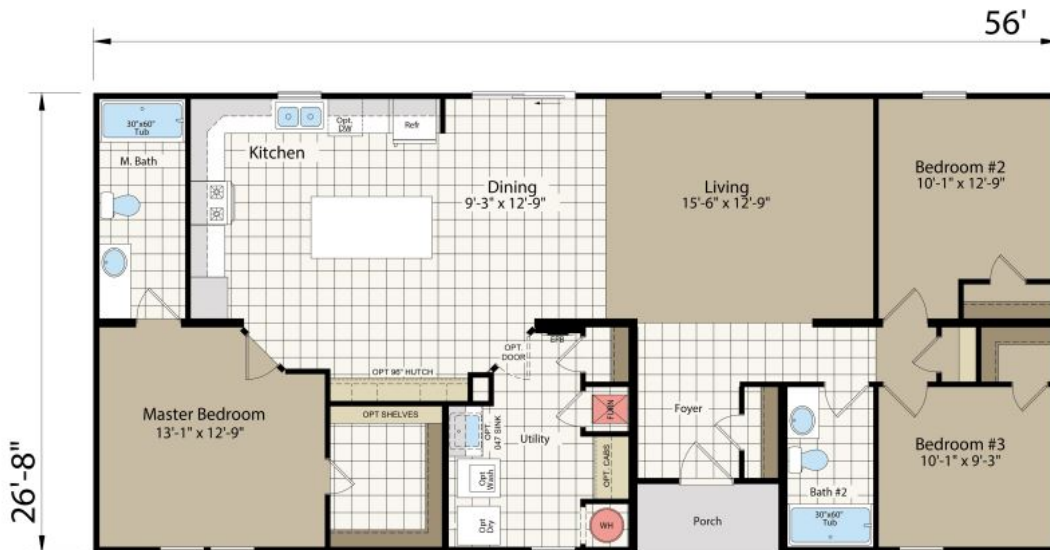 56'
26'-8"
30"x60"
Tub
M. Bath
Kitchen
Opt.
DW
Refr
Dining
9'-3" x 12'-9"
Living
15'-6" x 12'-9"
Bedroom #2
10'-1" x 12'-9"
OPT.
DOOR
EFB
OPT 96" HUTCH
Master Bedroom
13'-1" x 12'-9"
OPT SHELVES
OPT.
047 SINK
Utility
FURN
OPT. CABS
Opt
Wash
Opt
Dry
WH
Foyer
Porch
Bath #2
30"x60"
Tub
Bedroom #3
10'-1" x 9'-3"